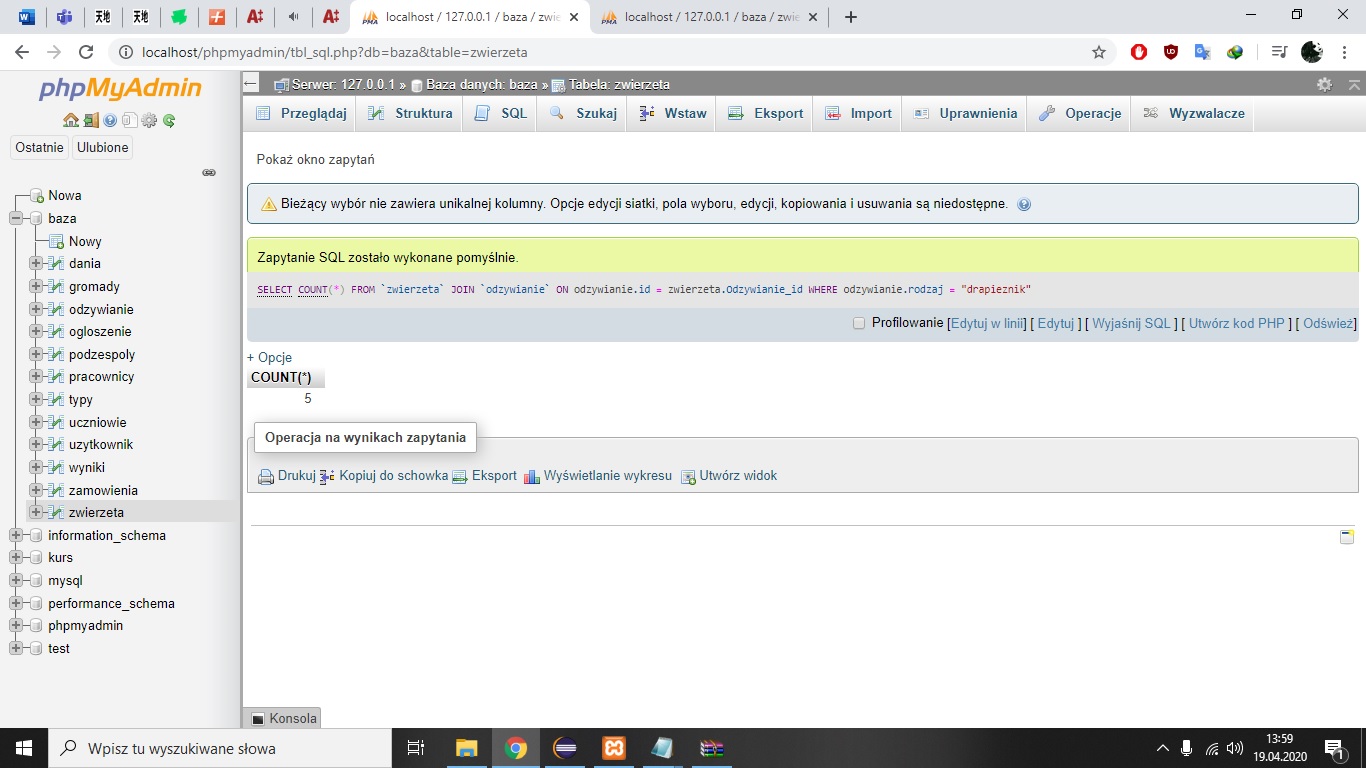 localhost / 127.0.0.1 / baza / zwie
localhost / 127.0.0.1 / baza / zwie
localhost/phpmyadmin/tbl_sql.php?db=baza&table=zwierzeta
phpMyAdmin
Ostatnie
Ulubione
Nowa
baza
Nowy
dania
gromady
odzywianie
ogloszenie
podzespoly
pracownicy
typy
uczniowie
uzytkownik
wyniki
zamowienia
zwierzeta
information_schema
kurs
mysql
performance_schema
phpmyadmin
test
Serwer: 127.0.0.1 » Baza danych: baza » Tabela: zwierzeta
Przeglądaj Struktura SQL Szukaj Wstaw Eksport Import Uprawnienia Operacje Wyzwalacze
Pokaż okno zapytań
Bieżący wybór nie zawiera unikalnej kolumny. Opcje edycji siatki, pola wyboru, edycji, kopiowania i usuwania są niedostępne.
Zapytanie SQL zostało wykonane pomyślnie.
SELECT COUNT(*) FROM `zwierzeta` JOIN `odzywianie` ON odzywianie.id = zwierzeta.Odzywianie_id WHERE odzywianie.rodzaj = "drapieznik"
Profilowanie [Edytuj w linii] [ Edytuj ] [ Wyjaśnij SQL ] [ Utwórz kod PHP ] [ Odśwież]
+ Opcje
COUNT(*)
5
Operacja na wynikach zapytania
Drukuj Kopiuj do schowka Eksport Wyświetlanie wykresu Utwórz widok
Konsola
Wpisz tu wyszukiwane słowa
13:59
19.04.2020
1